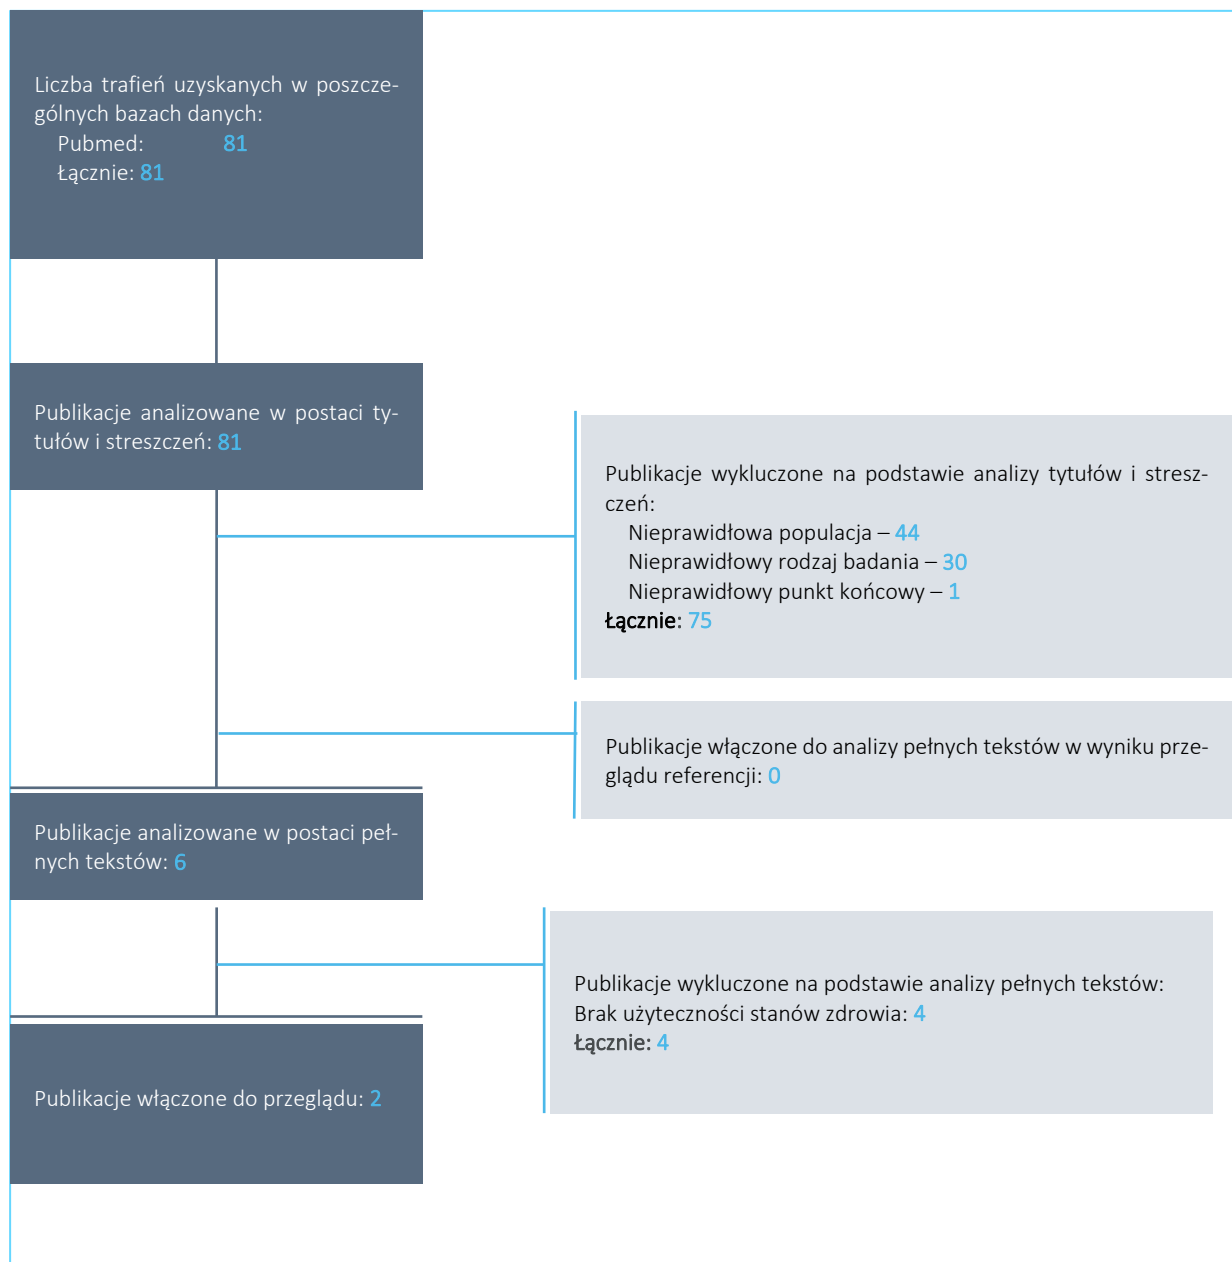 Liczba trafień uzyskanych w poszcze-
gólnych bazach danych:
Pubmed: 81
Łącznie: 81
Publikacje analizowane w postaci ty-
tułów i streszczeń: 81
Publikacje wykluczone na podstawie analizy tytułów i stresz-
czeń:
Nieprawidłowa populacja – 44
Nieprawidłowy rodzaj badania – 30
Nieprawidłowy punkt końcowy – 1
Łącznie: 75
Publikacje włączone do analizy pełnych tekstów w wyniku prze-
glądu referencji: 0
Publikacje analizowane w postaci peł-
nych tekstów: 6
Publikacje wykluczone na podstawie analizy pełnych tekstów:
Brak użyteczności stanów zdrowia: 4
Łącznie: 4
Publikacje włączone do przeglądu: 2